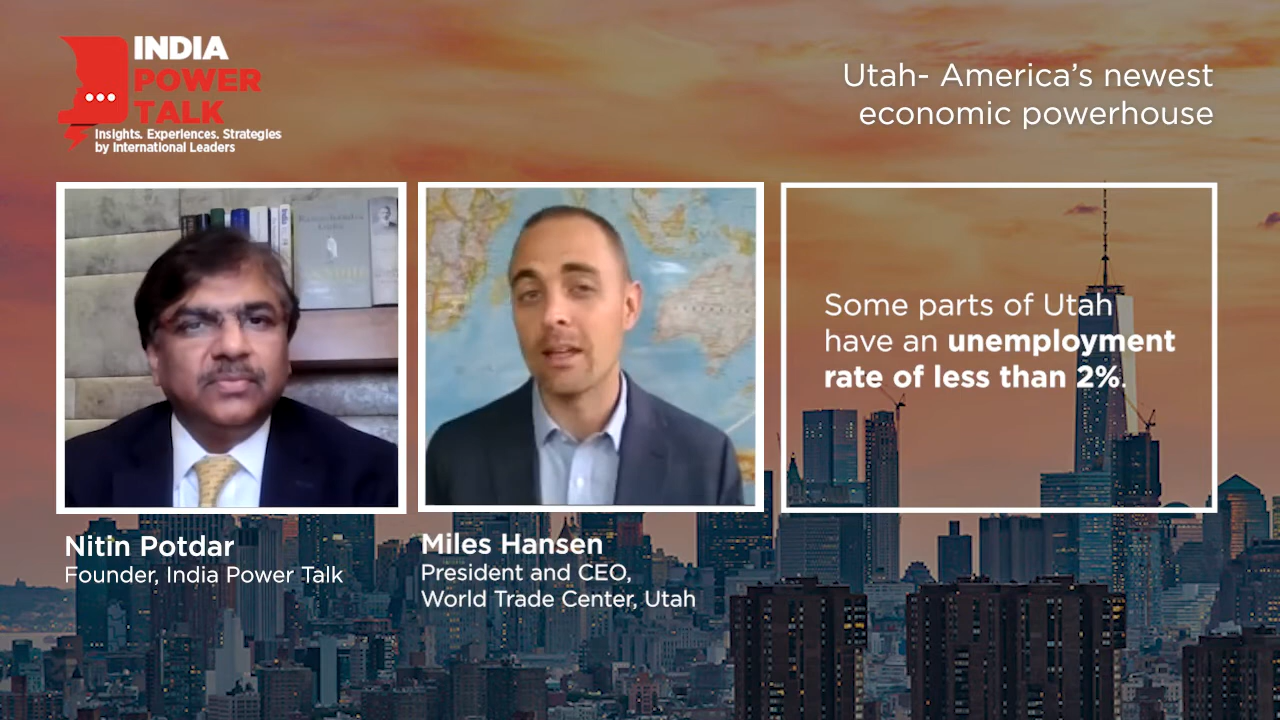 INDIA
POWER
TALK
Insights. Experiences. Strategies
by International Leaders
Utah- America’s newest
economic powerhouse
Some parts of Utah
have an unemployment
rate of less than 2%.
Nitin Potdar
Founder, India Power Talk
Miles Hansen
President and CEO,
World Trade Center, Utah